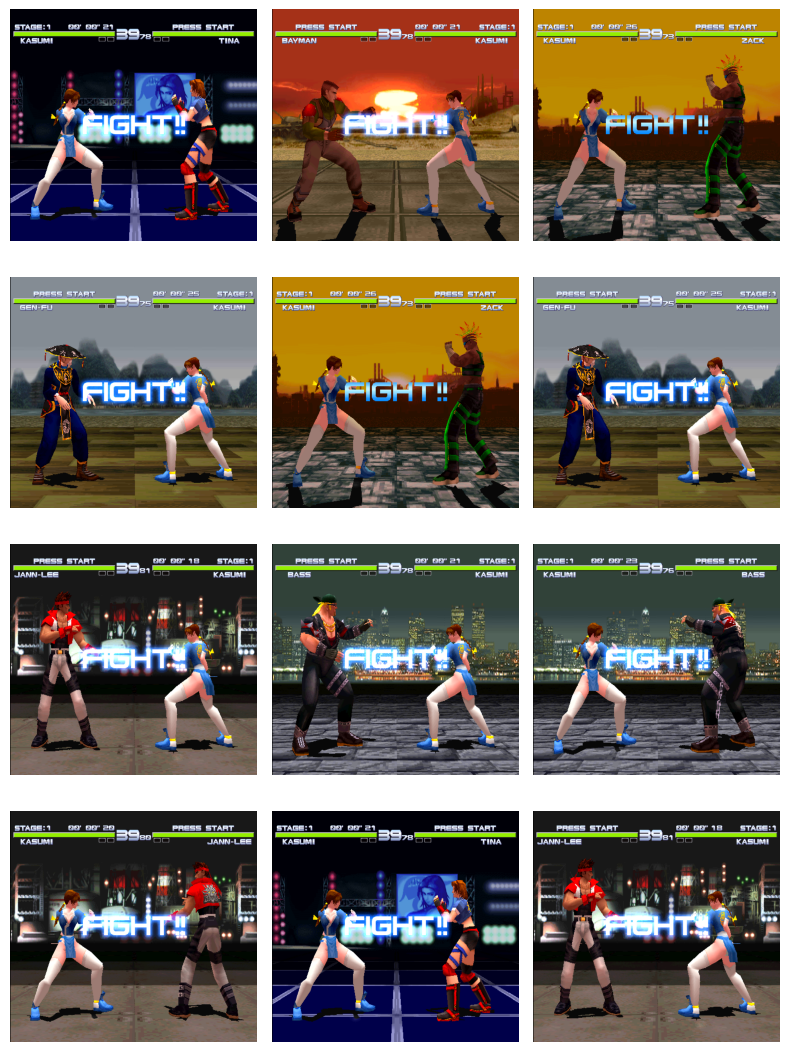 STAGE:1 00' 00" 21 39 78 PRESS START
KASUMI TINA
FIGHT!!
PRESS START 39 78 00' 00" 21 STAGE:1
BAYMAN KASUMI
FIGHT!!
STAGE:1 00' 00" 26 39 73 PRESS START
KASUMI ZACK
FIGHT!!
PRESS START 39 75 00' 00" 25 STAGE:1
GEN-FU KASUMI
FIGHT!!
STAGE:1 00' 00" 26 39 73 PRESS START
KASUMI ZACK
FIGHT!!
PRESS START 39 75 00' 00" 25 STAGE:1
GEN-FU KASUMI
FIGHT!!
PRESS START 39 81 00' 00" 18 STAGE:1
JANN-LEE KASUMI
FIGHT!!
PRESS START 39 78 00' 00" 21 STAGE:1
BASS KASUMI
FIGHT!!
STAGE:1 00' 00" 23 39 76 PRESS START
KASUMI BASS
FIGHT!!
STAGE:1 00' 00" 20 39 80 PRESS START
KASUMI JANN-LEE
FIGHT!!
STAGE:1 00' 00" 21 39 78 PRESS START
KASUMI TINA
FIGHT!!
PRESS START 39 81 00' 00" 18 STAGE:1
JANN-LEE KASUMI
FIGHT!!